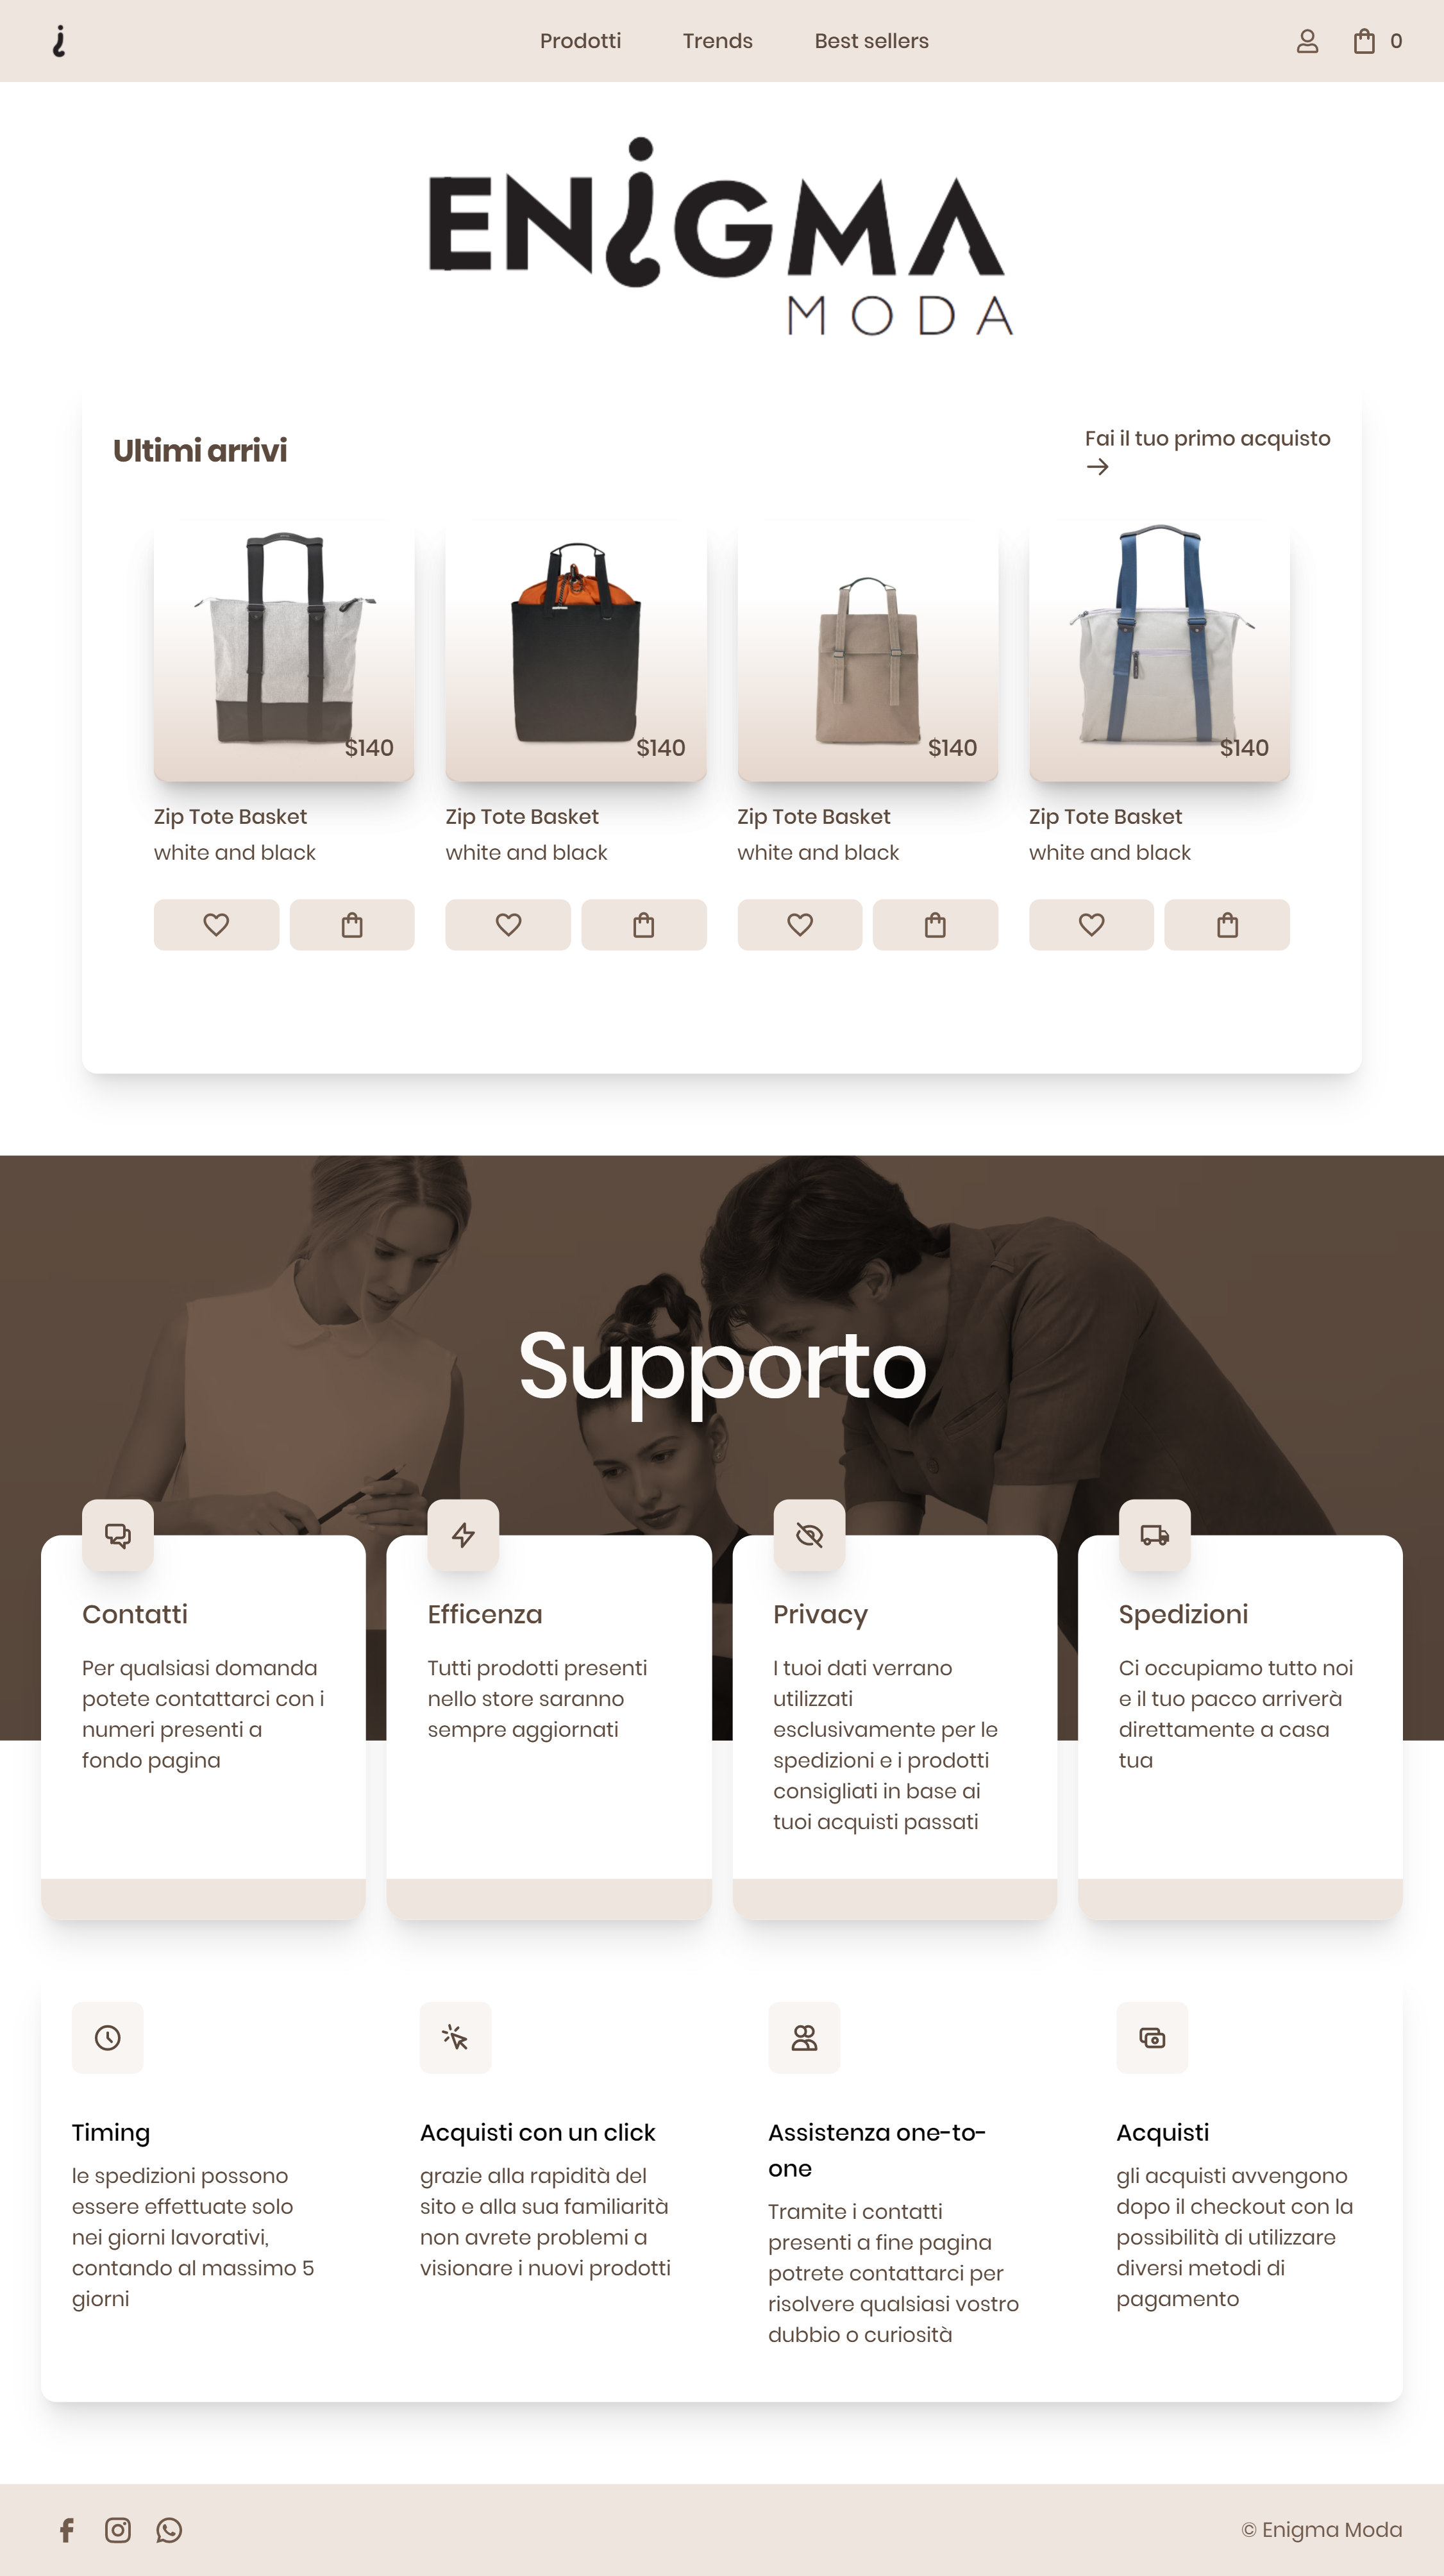 Prodotti Trends Best sellers 0
ENiGMA
MODA
Ultimi arrivi
Fai il tuo primo acquisto
→
$140 $140 $140 $140
Zip Tote Basket Zip Tote Basket Zip Tote Basket Zip Tote Basket
white and black white and black white and black white and black
Supporto
Contatti
Per qualsiasi domanda
potete contattarci con i
numeri presenti a
fondo pagina
Efficenza
Tutti prodotti presenti
nello store saranno
sempre aggiornati
Privacy
I tuoi dati verrano
utilizzati
esclusivamente per le
spedizioni e i prodotti
consigliati in base ai
tuoi acquisti passati
Spedizioni
Ci occupiamo tutto noi
e il tuo pacco arriverà
direttamente a casa
tua
Timing
le spedizioni possono
essere effettuate solo
nei giorni lavorativi,
contando al massimo 5
giorni
Acquisti con un click
grazie alla rapidità del
sito e alla sua familiarità
non avrete problemi a
visionare i nuovi prodotti
Assistenza one-to-
one
Tramite i contatti
presenti a fine pagina
potrete contattarci per
risolvere qualsiasi vostro
dubbio o curiosità
Acquisti
gli acquisti avvengono
dopo il checkout con la
possibilità di utilizzare
diversi metodi di
pagamento
© Enigma Moda